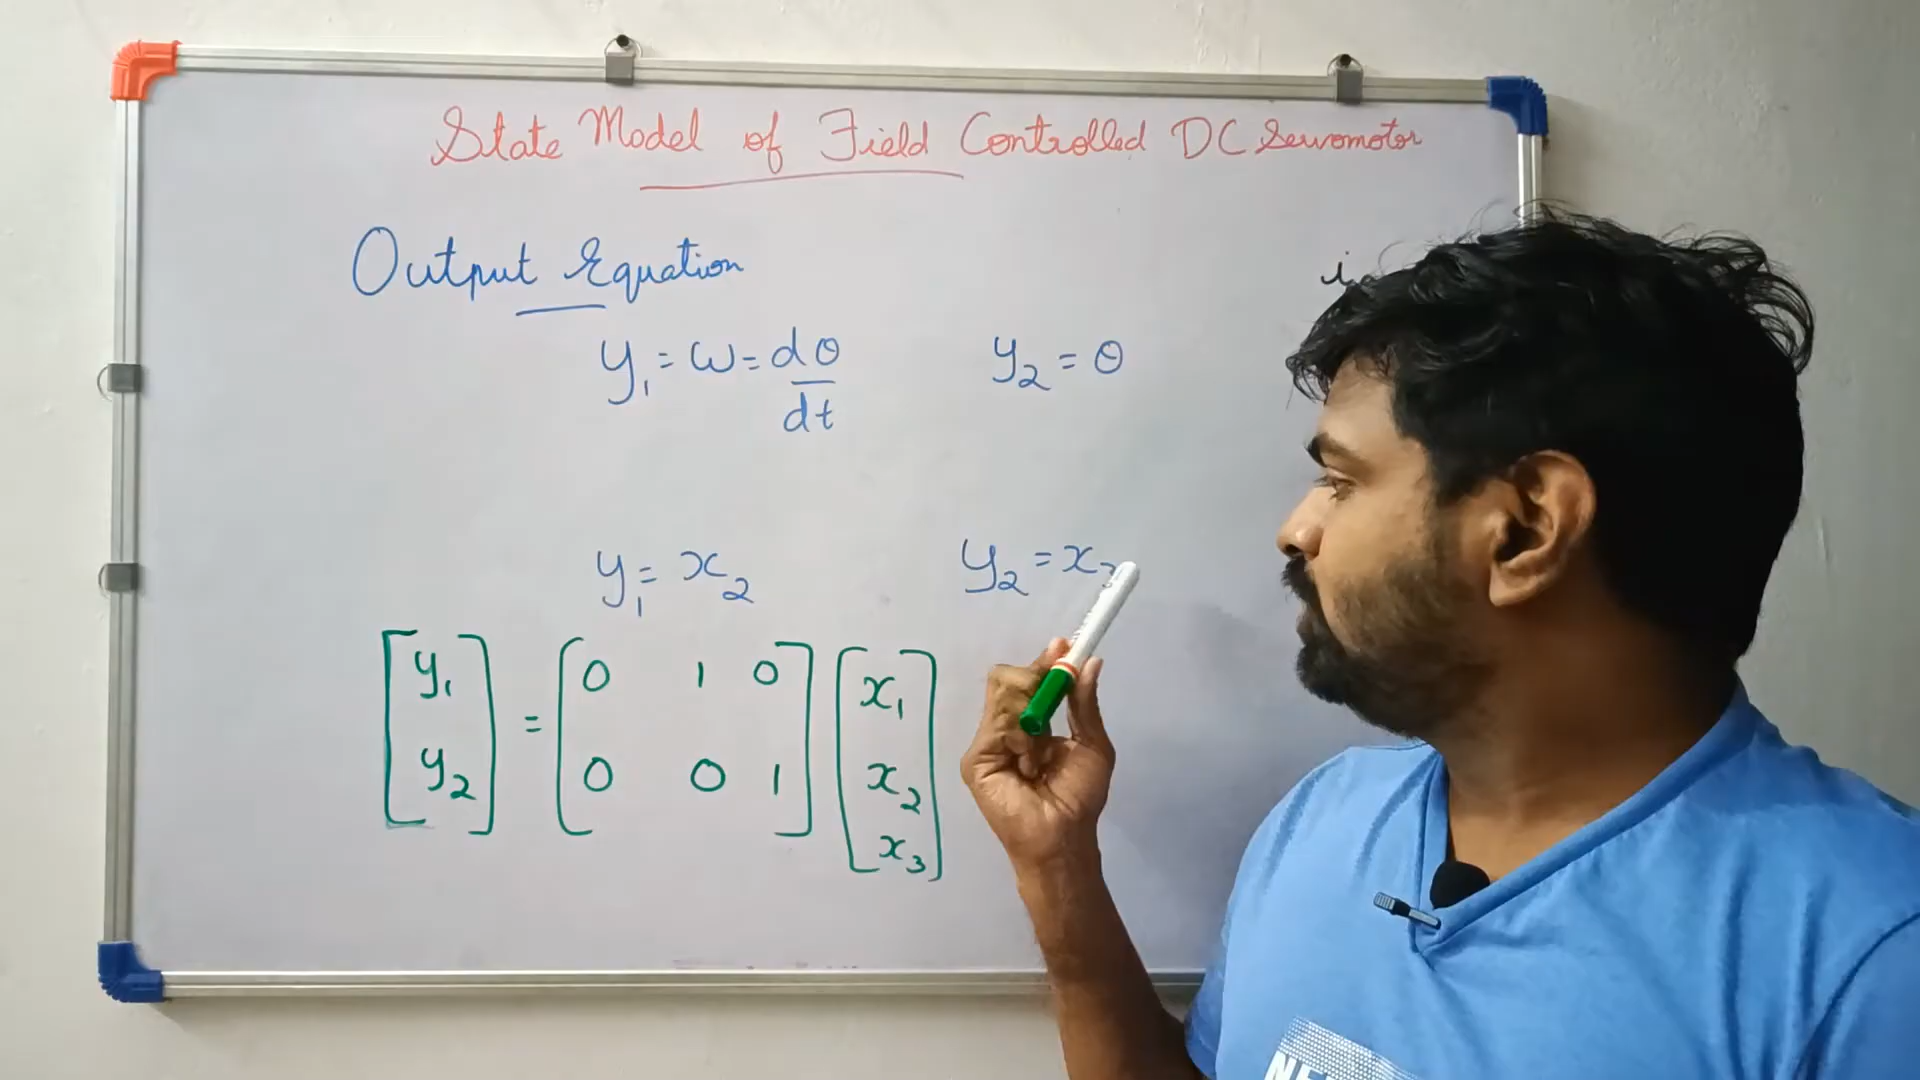 State Model of Field Controlled DC Servomotor
Output Equation
y₁ = ω = dθ/dt    y₂ = θ
y₁ = x₂    y₂ = x₃
[y₁ y₂] = [0 1 0; 0 0 1] [x₁ x₂ x₃]